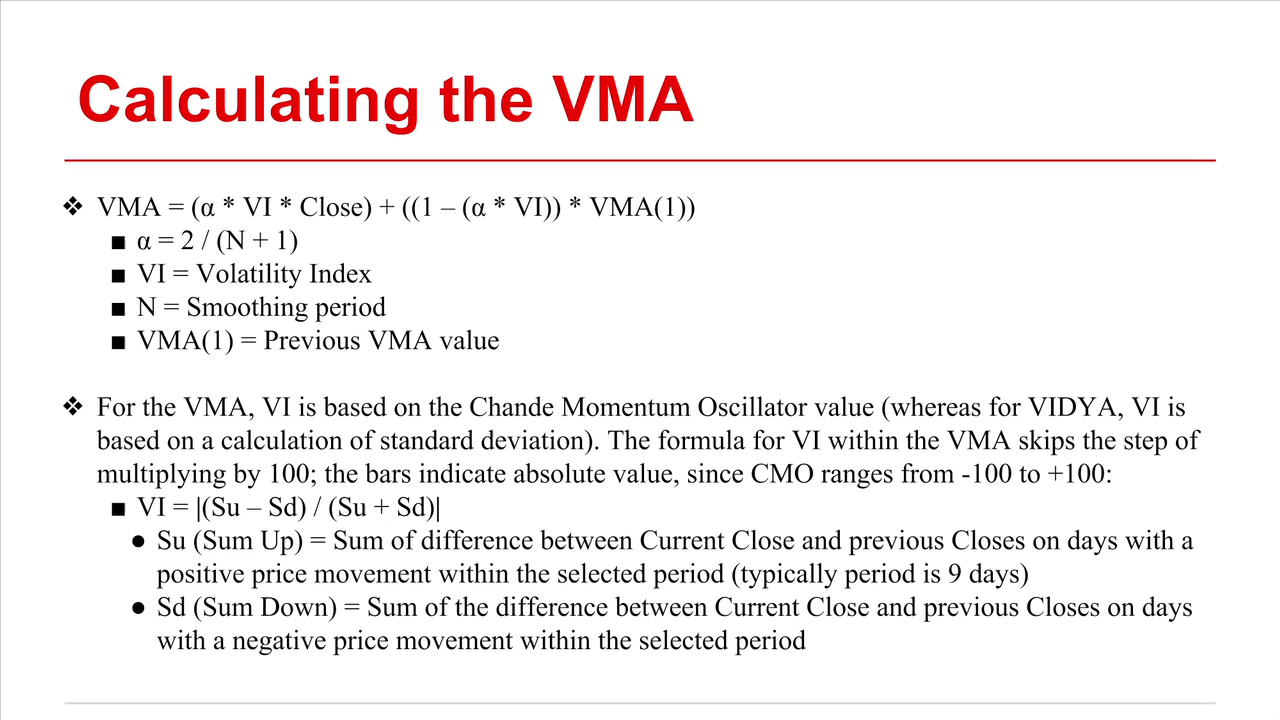 Calculating the VMA
❖ VMA = (α * VI * Close) + ((1 – (α * VI)) * VMA(1))
■ α = 2 / (N + 1)
■ VI = Volatility Index
■ N = Smoothing period
■ VMA(1) = Previous VMA value
❖ For the VMA, VI is based on the Chande Momentum Oscillator value (whereas for VIDYA, VI is
based on a calculation of standard deviation). The formula for VI within the VMA skips the step of
multiplying by 100; the bars indicate absolute value, since CMO ranges from -100 to +100:
■ VI = |(Su – Sd) / (Su + Sd)|
● Su (Sum Up) = Sum of difference between Current Close and previous Closes on days with a
positive price movement within the selected period (typically period is 9 days)
● Sd (Sum Down) = Sum of the difference between Current Close and previous Closes on days
with a negative price movement within the selected period